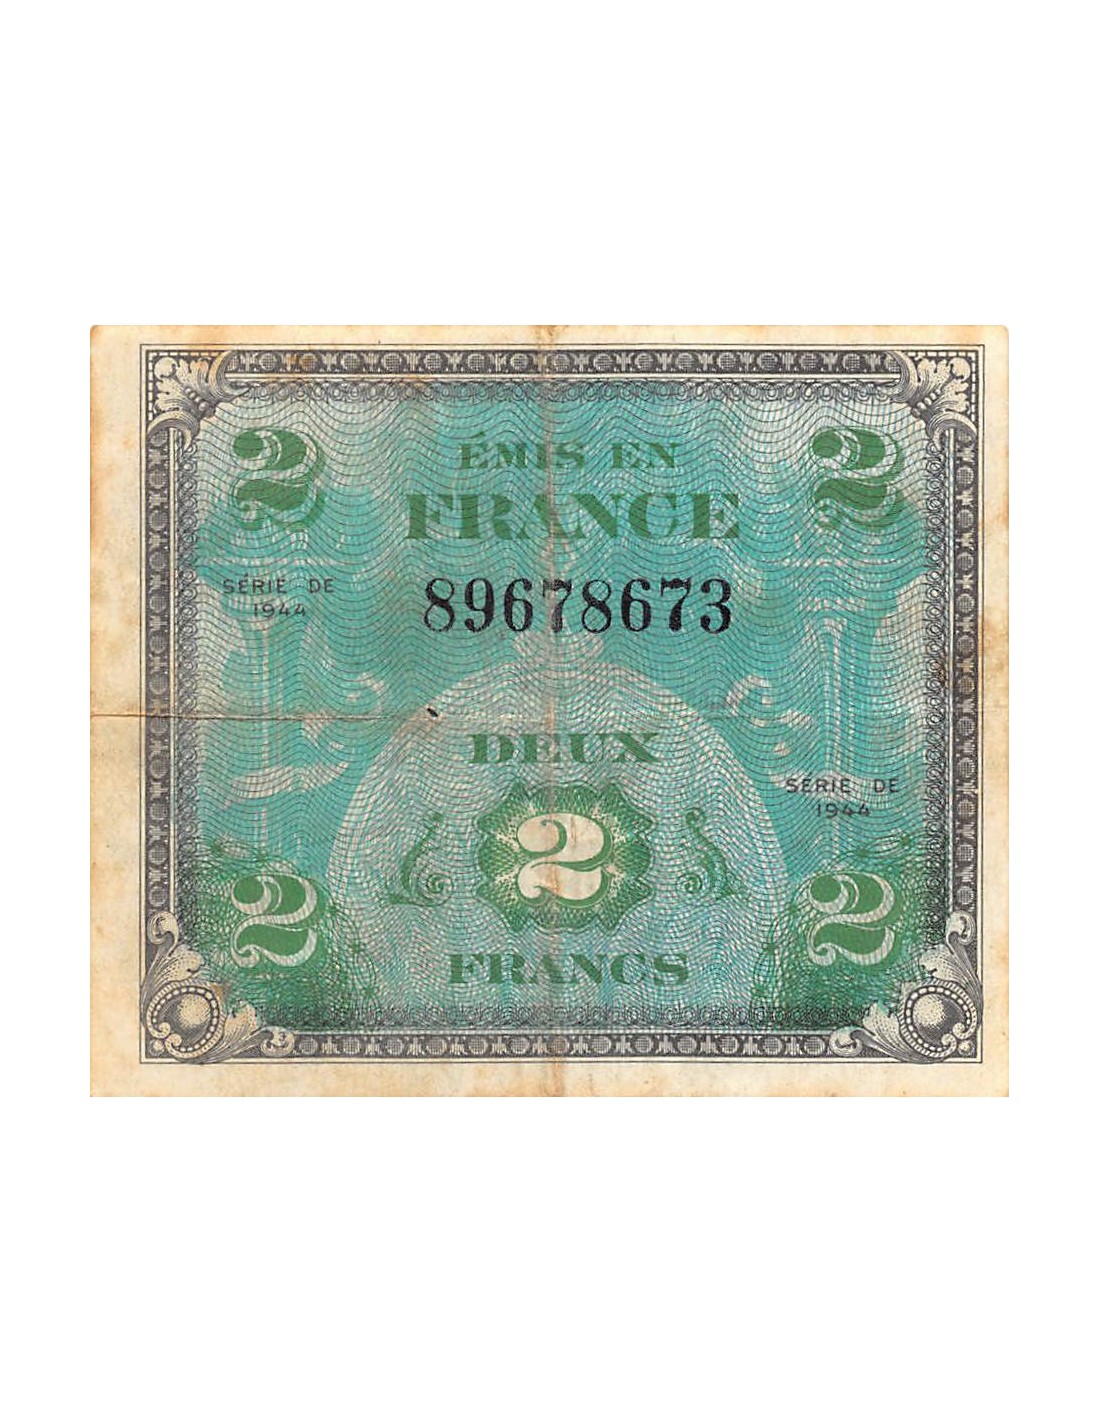 2 ÉMIS EN 2
FRANCE
SÉRIE DE
1944
89678673
DEUX
SÉRIE DE
1944
2
2 2
FRANCS